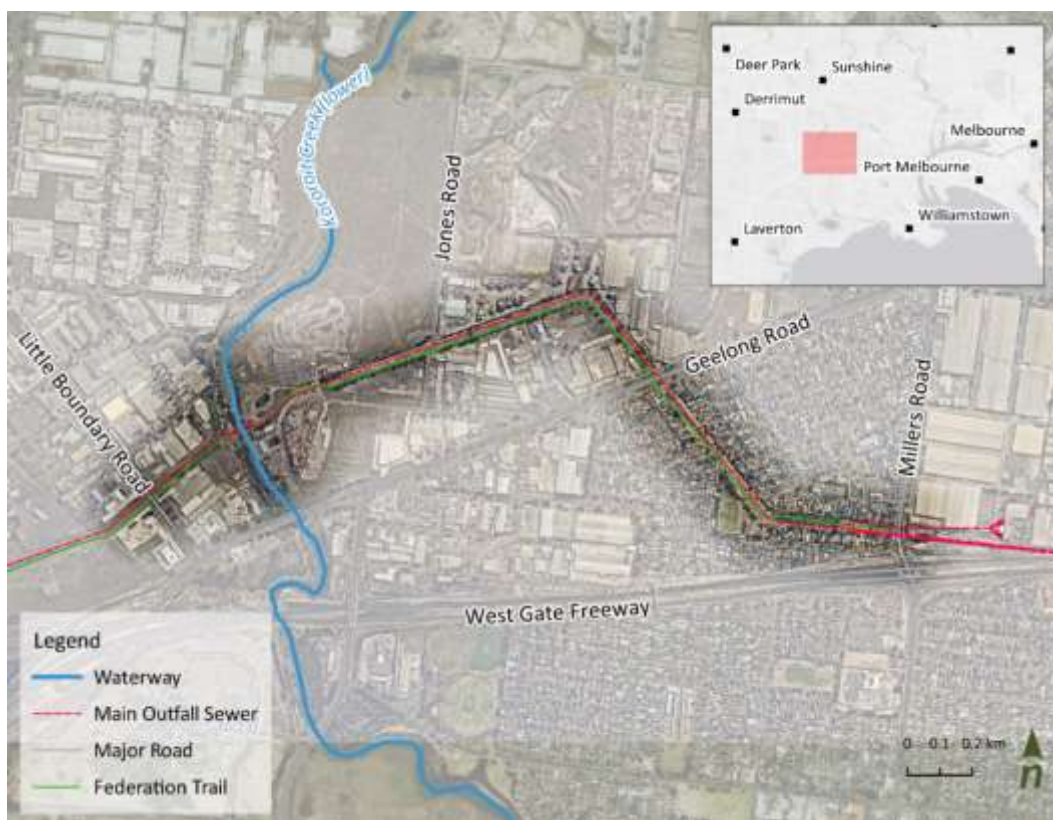 Deer Park
Sunshine
Derrimut
Melbourne
Port Melbourne
Williamstown
Laverton
Kororoit Creek (lower)
Jones Road
Little Boundary Road
Geelong Road
Millers Road
West Gate Freeway
Legend
Waterway
Main Outfall Sewer
Major Road
Federation Trail
0 0.1 0.2 km
n